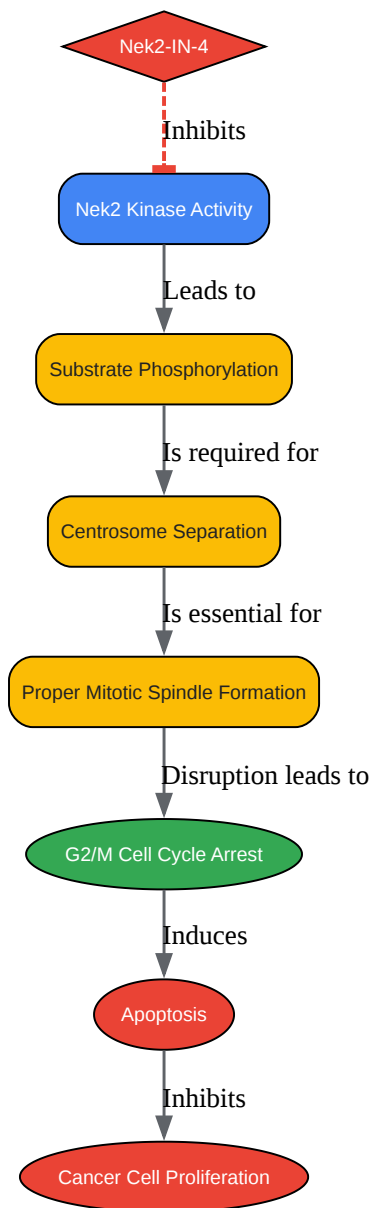 Nek2-IN-4
Inhibits
Nek2 Kinase Activity
Leads to
Substrate Phosphorylation
Is required for
Centrosome Separation
Is essential for
Proper Mitotic Spindle Formation
Disruption leads to
G2/M Cell Cycle Arrest
Induces
Apoptosis
Inhibits
Cancer Cell Proliferation